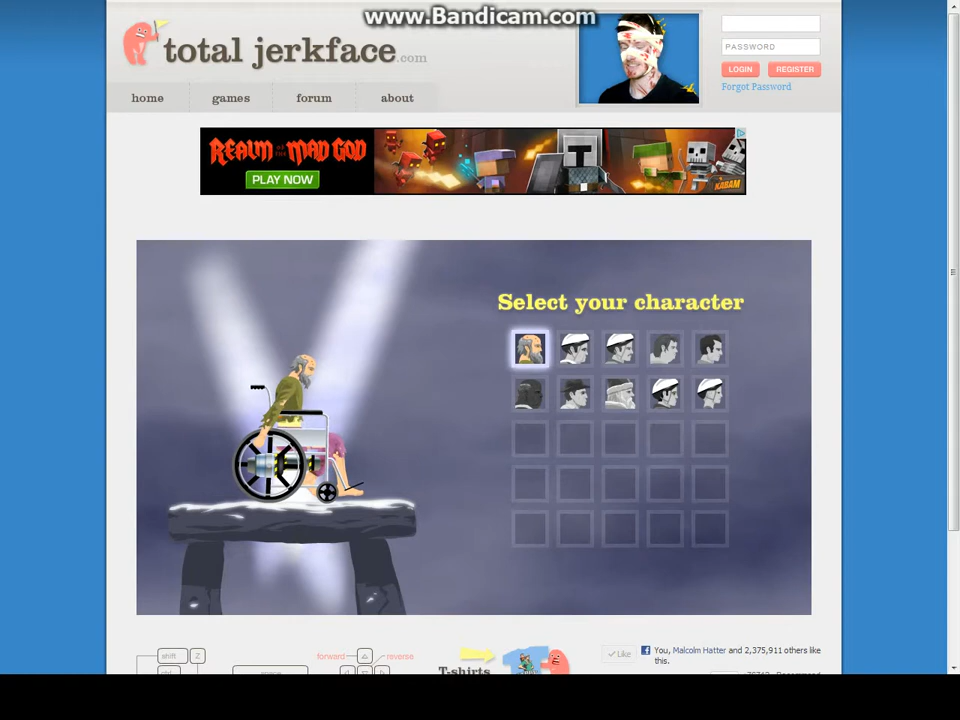 www.Bandicam.com
total jerkface.com
PASSWORD
LOGIN
REGISTER
Forgot Password
home
games
forum
about
REALM OF THE MAD GOD
PLAY NOW
KABAM
Select your character
shift
Z
forward
reverse
T-shirts
Like
You, Malcolm Hatter and 2,375,911 others like
this.